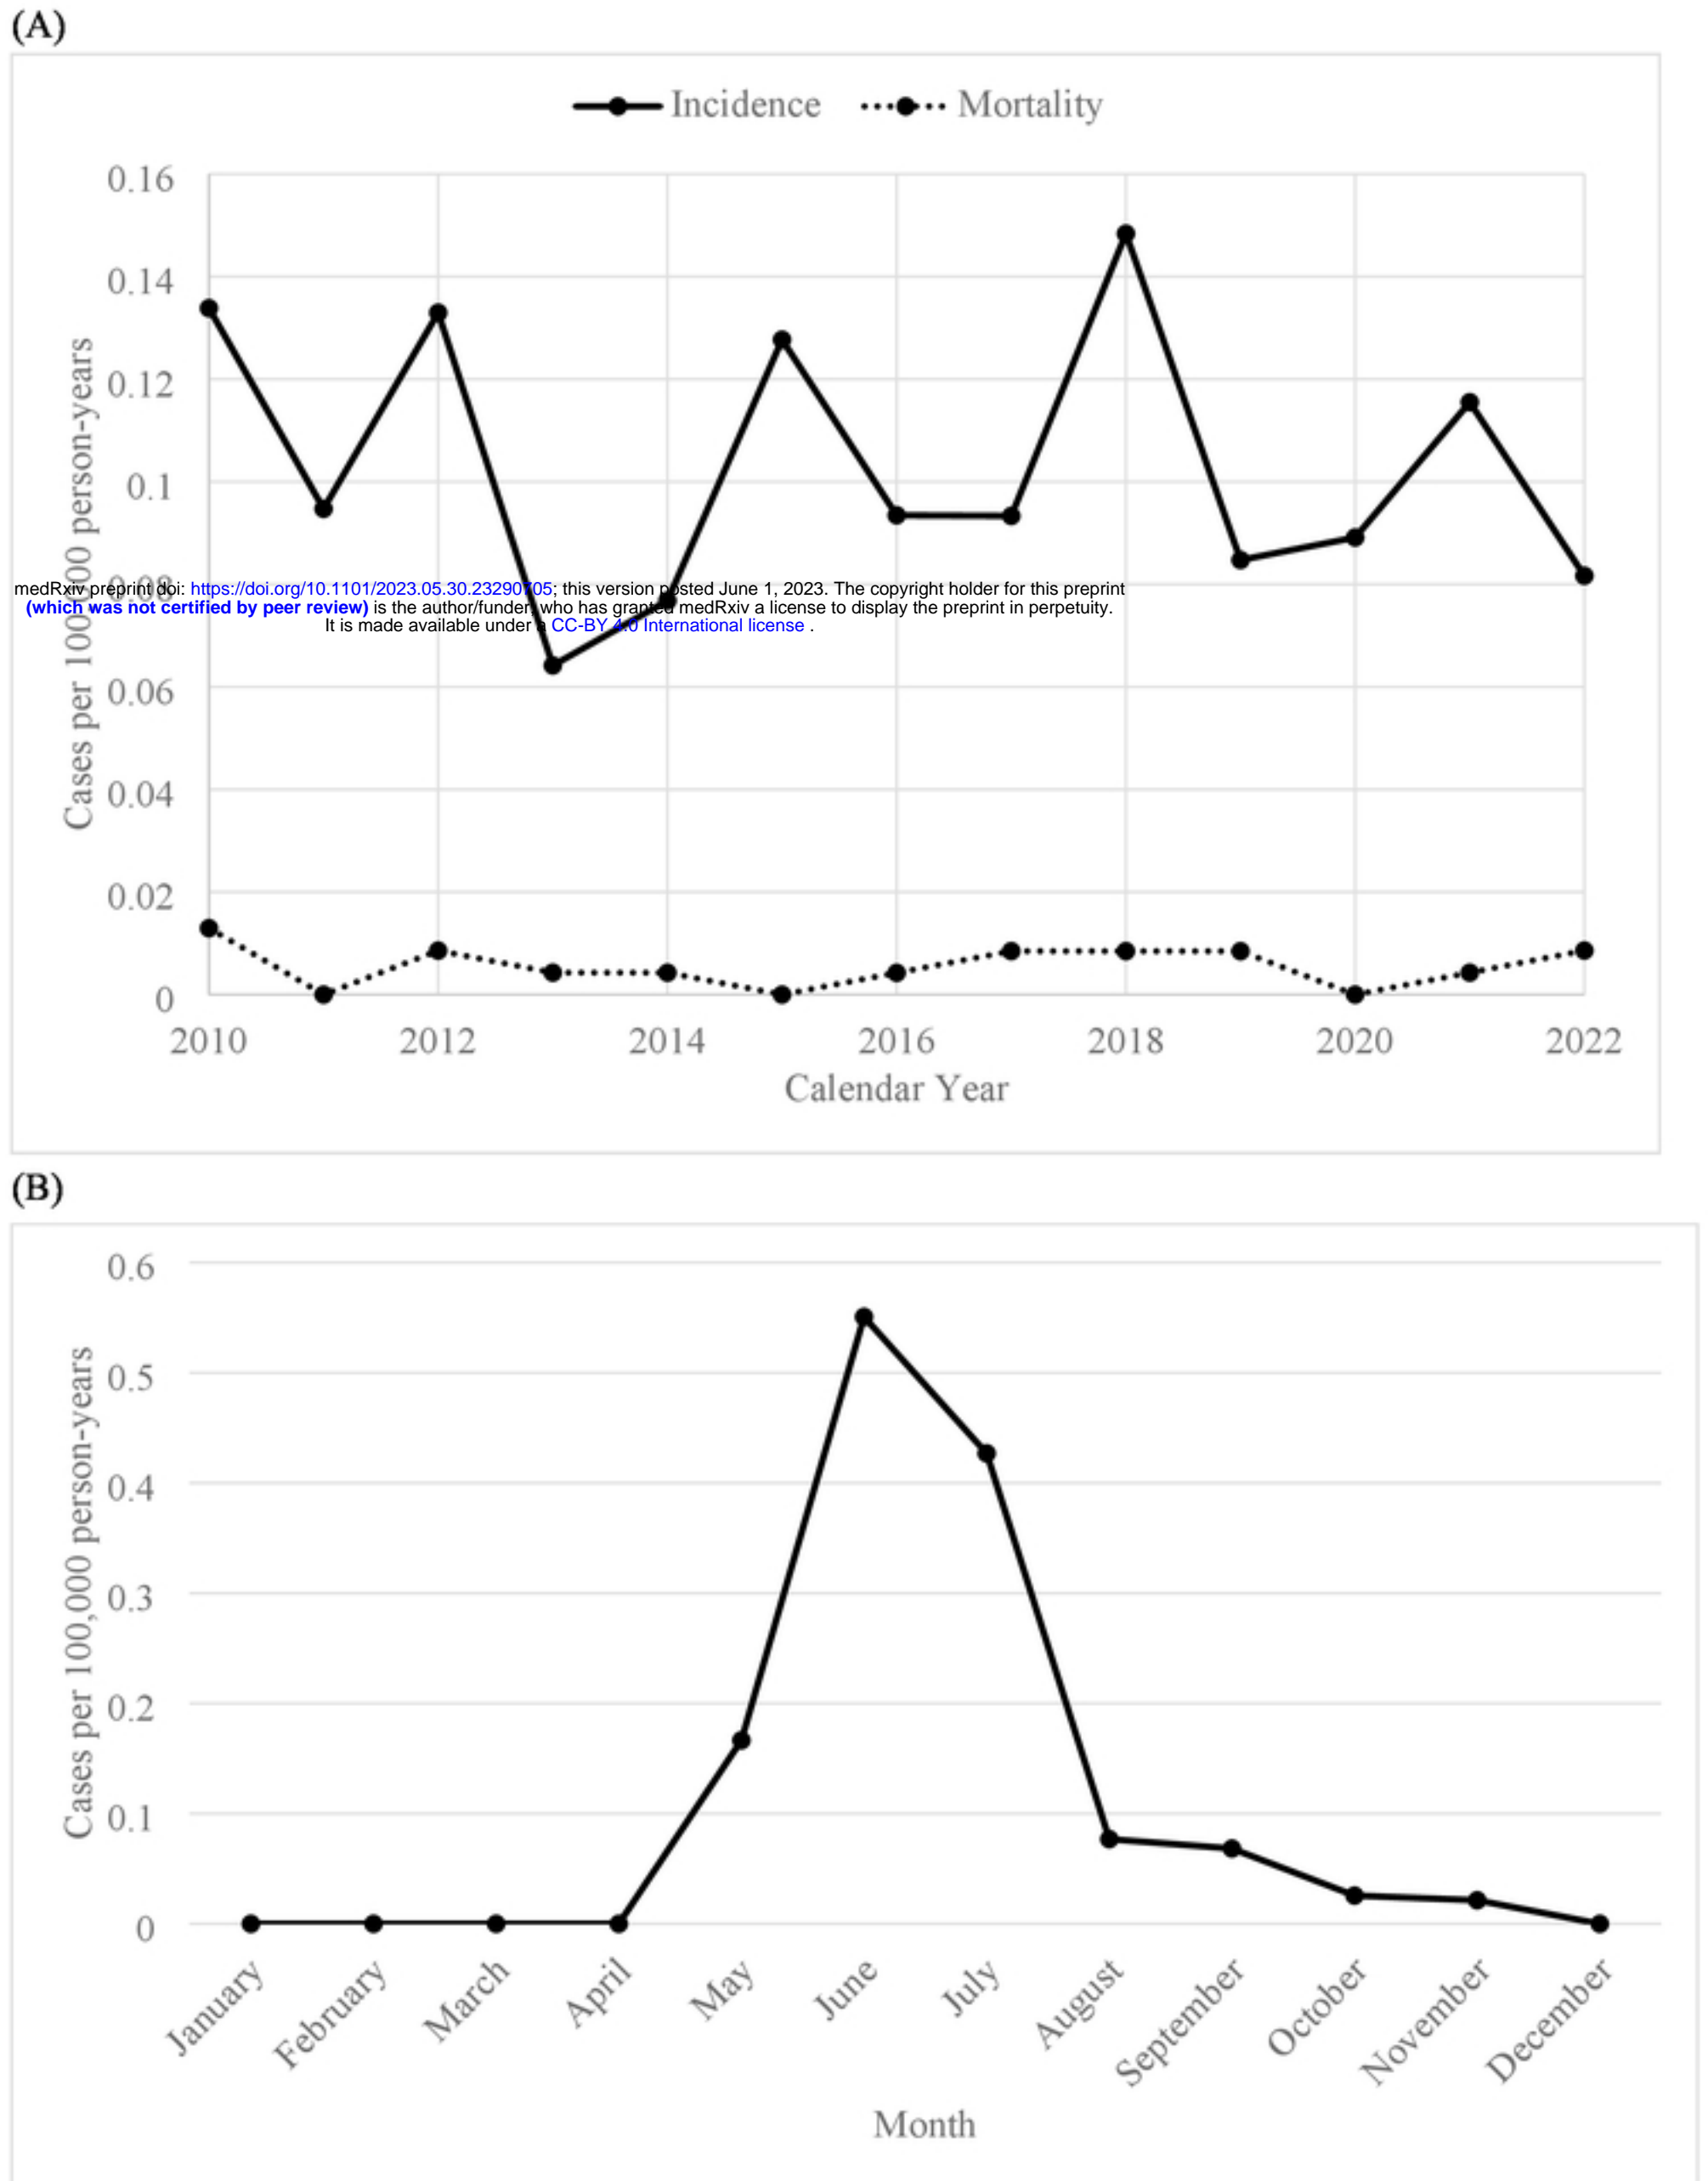 (A)
Incidence Mortality
0.16
0.14
0.12
0.1
0.08
0.06
0.04
0.02
0
Cases per 100,000 person-years
medRxiv preprint doi: https://doi.org/10.1101/2023.05.30.23290705; this version posted June 1, 2023. The copyright holder for this preprint
(which was not certified by peer review) is the author/funder, who has granted medRxiv a license to display the preprint in perpetuity.
It is made available under a CC-BY 4.0 International license .
2010 2012 2014 2016 2018 2020 2022
Calendar Year
(B)
0.6
0.5
0.4
0.3
0.2
0.1
0
Cases per 100,000 person-years
January February March April May June July August September October November December
Month